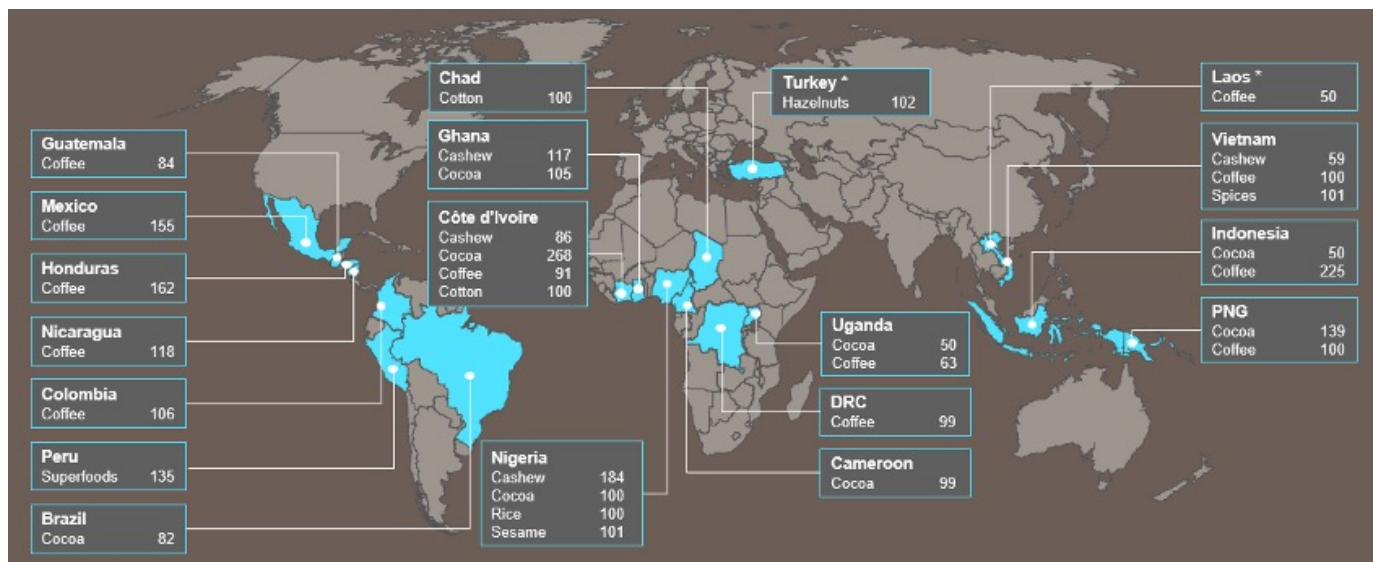 Chad
Cotton 100
Turkey ^
Hazelnuts 102
Laos *
Coffee 50
Guatemala
Coffee 84
Ghana
Cashew 117
Cocoa 105
Vietnam
Cashew 59
Coffee 100
Spices 101
Mexico
Coffee 155
Côte d'Ivoire
Cashew 86
Cocoa 268
Coffee 91
Cotton 100
Indonesia
Cocoa 50
Coffee 225
Honduras
Coffee 162
PNG
Cocoa 139
Coffee 100
Nicaragua
Coffee 118
Uganda
Cocoa 50
Coffee 63
Colombia
Coffee 106
DRC
Coffee 99
Peru
Superfoods 135
Nigeria
Cashew 184
Cocoa 100
Rice 100
Sesame 101
Cameroon
Cocoa 99
Brazil
Cocoa 82